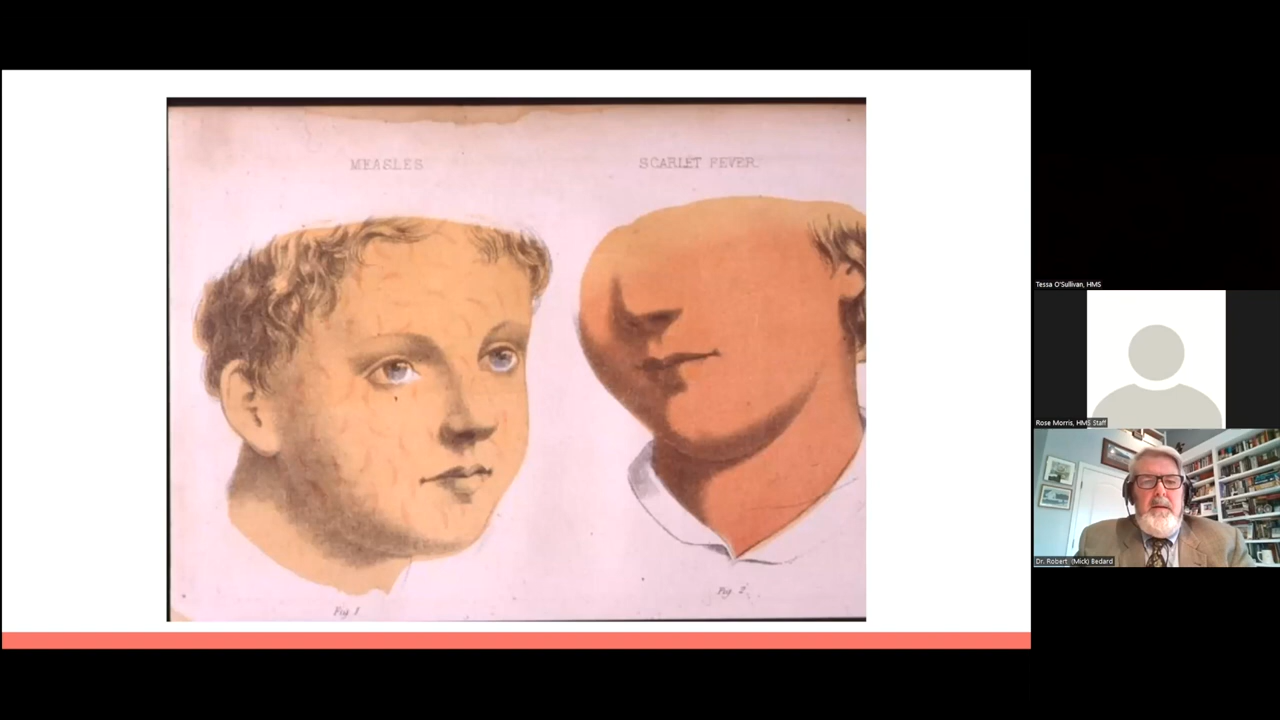 MEASLES
SCARLET FEVER
Fig 1
Fig 2.
Tessa O'Sullivan, HMS
Rose Morris, HMS Staff
Dr. Robert (Mick) Bedard